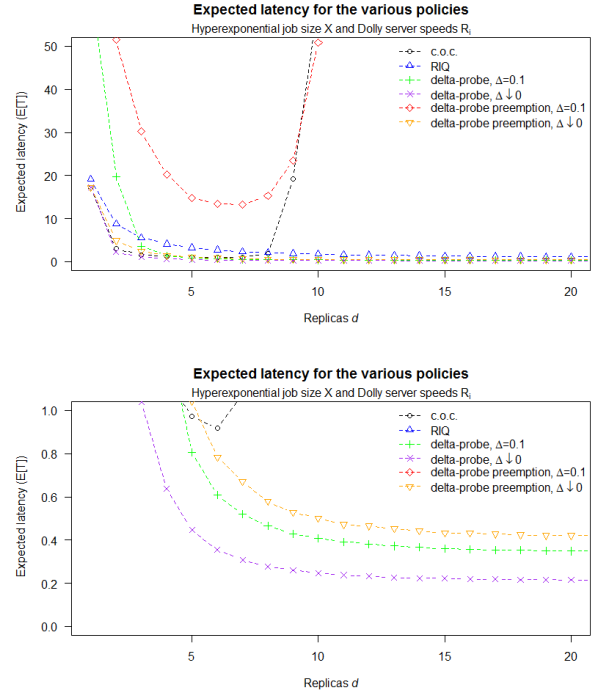 Expected latency for the various policies
Hyperexponential job size X and Dolly server speeds Rᵢ
Expected latency (E[T])
50
40
30
20
10
0
c.o.c.
RIQ
delta-probe, Δ=0.1
delta-probe, Δ↓0
delta-probe preemption, Δ=0.1
delta-probe preemption, Δ↓0
5
10
15
20
Replicas d
Expected latency for the various policies
Hyperexponential job size X and Dolly server speeds Rᵢ
Expected latency (E[T])
1.0
0.8
0.6
0.4
0.2
0.0
c.o.c.
RIQ
delta-probe, Δ=0.1
delta-probe, Δ↓0
delta-probe preemption, Δ=0.1
delta-probe preemption, Δ↓0
5
10
15
20
Replicas d